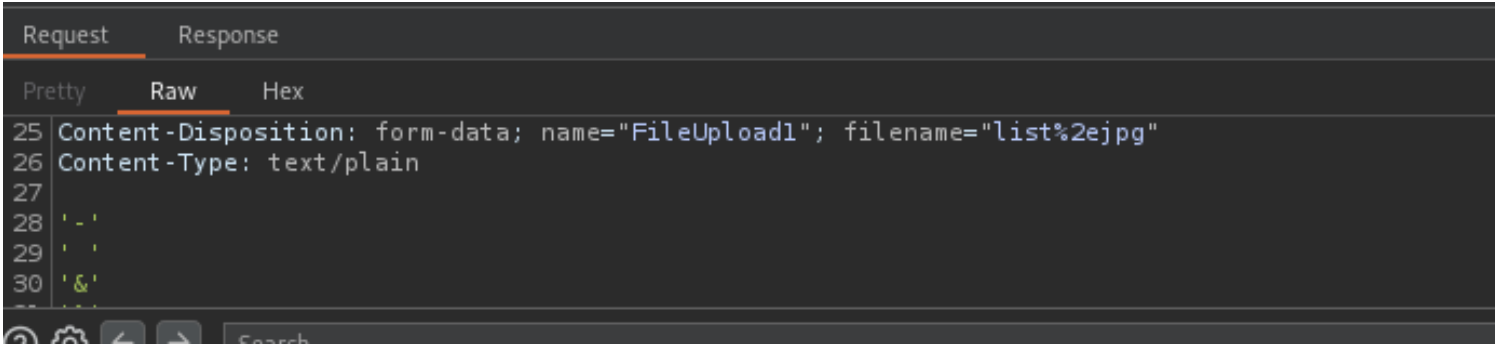 Request Response
Pretty Raw Hex
25 Content-Disposition: form-data; name="FileUpload1"; filename="list%2ejpg"
26 Content-Type: text/plain
27
28 '-'
29 ' '
30 '&'
Search